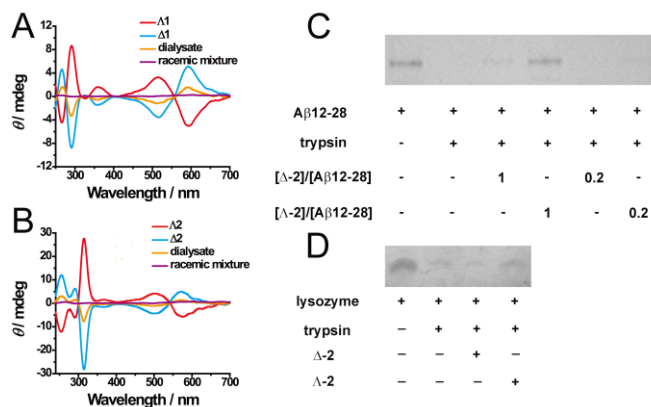 A
Λ1
Δ1
dialysate
racemic mixture
θ / mdeg
12
8
4
0
-4
-8
-12
300 400 500 600 700
Wavelength / nm
B
Λ2
Δ2
dialysate
racemic mixture
θ / mdeg
30
20
10
0
-10
-20
-30
300 400 500 600 700
Wavelength / nm
C
Aβ12-28 + + + + + +
trypsin - + + + + +
[Δ-2]/[Aβ12-28] - - 1 - 0.2 -
[Λ-2]/[Aβ12-28] - - - 1 - 0.2
D
lysozyme + + + +
trypsin – + + +
Δ-2 – – + –
Λ-2 – – – +